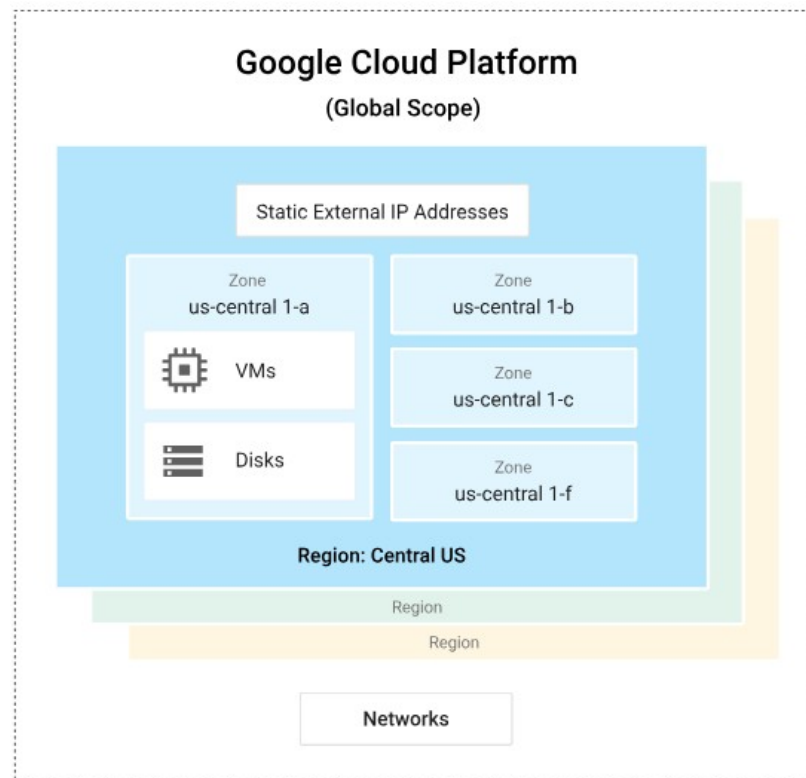 Google Cloud Platform
(Global Scope)
Static External IP Addresses
Zone
us-central 1-a
VMs
Disks
Zone
us-central 1-b
Zone
us-central 1-c
Zone
us-central 1-f
Region: Central US
Region
Region
Networks